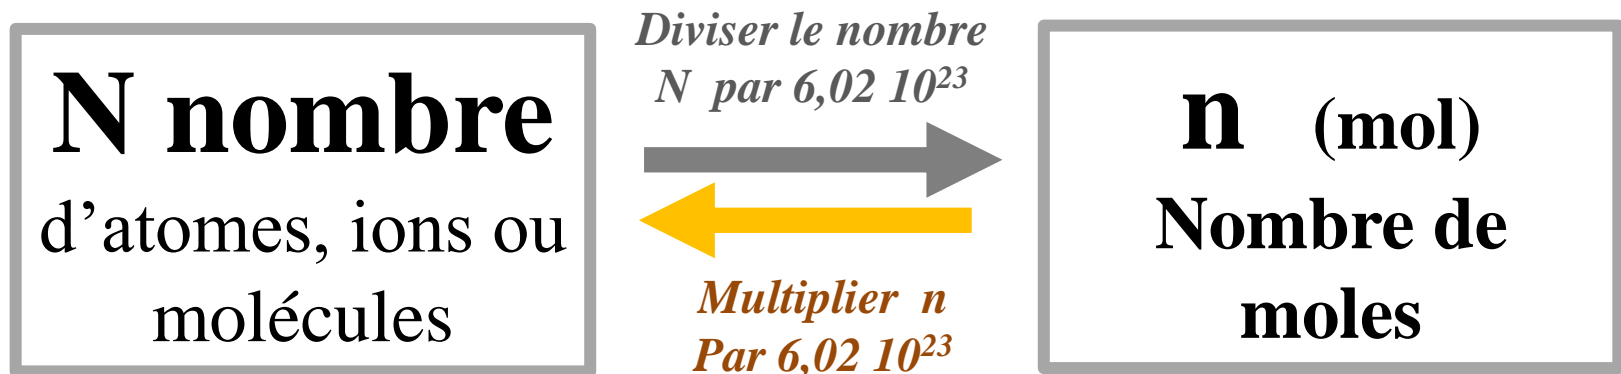 N nombre
d’atomes, ions ou
molécules
Diviser le nombre
N par 6,02 10²³
Multiplier n
Par 6,02 10²³
n (mol)
Nombre de
moles